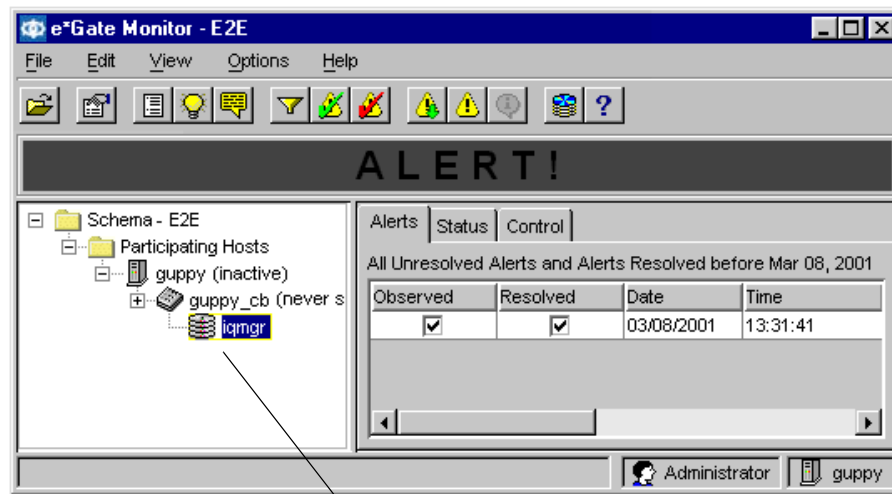 e*Gate Monitor - E2E
File Edit View Options Help
ALERT!
Schema - E2E
Participating Hosts
guppy (inactive)
guppy_cb (never s
iqmgr
Alerts Status Control
All Unresolved Alerts and Alerts Resolved before Mar 08, 2001
Observed Resolved Date Time
03/08/2001 13:31:41
Administrator guppy